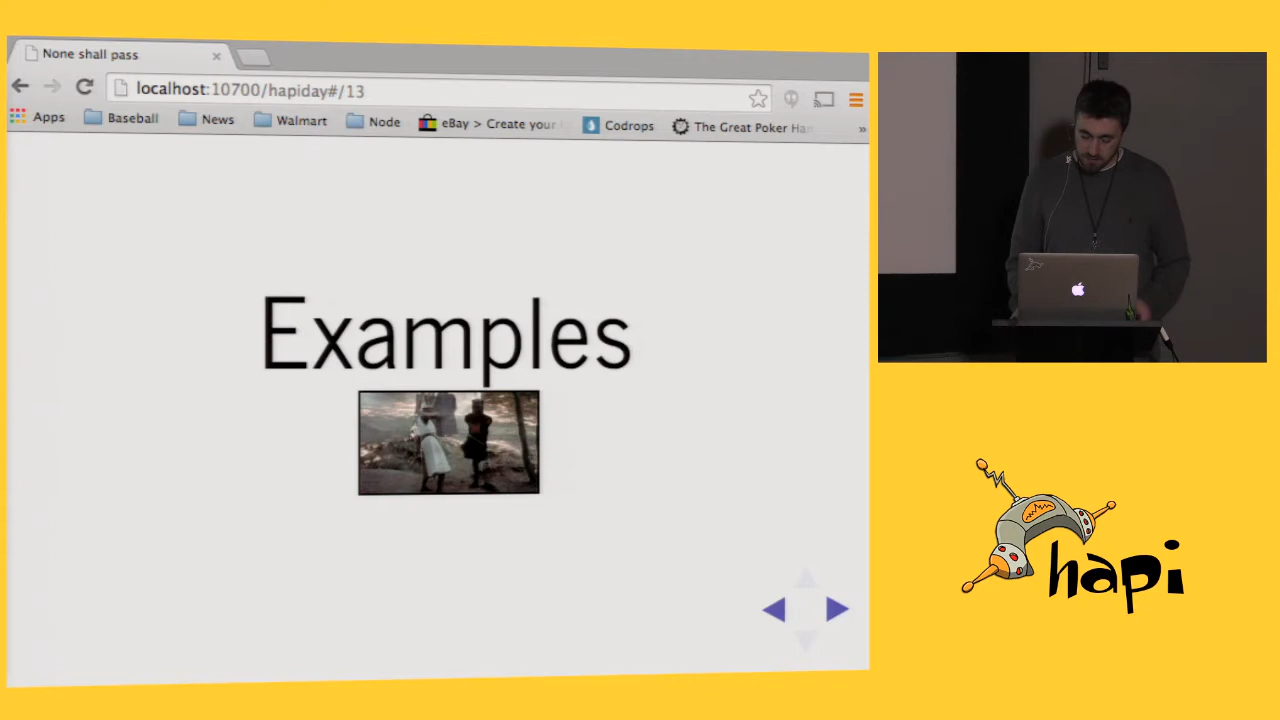 None shall pass
localhost:10700/hapiday#/13
Apps Baseball News Walmart Node eBay > Create your Codrops The Great Poker Ha »
Examples
hapi